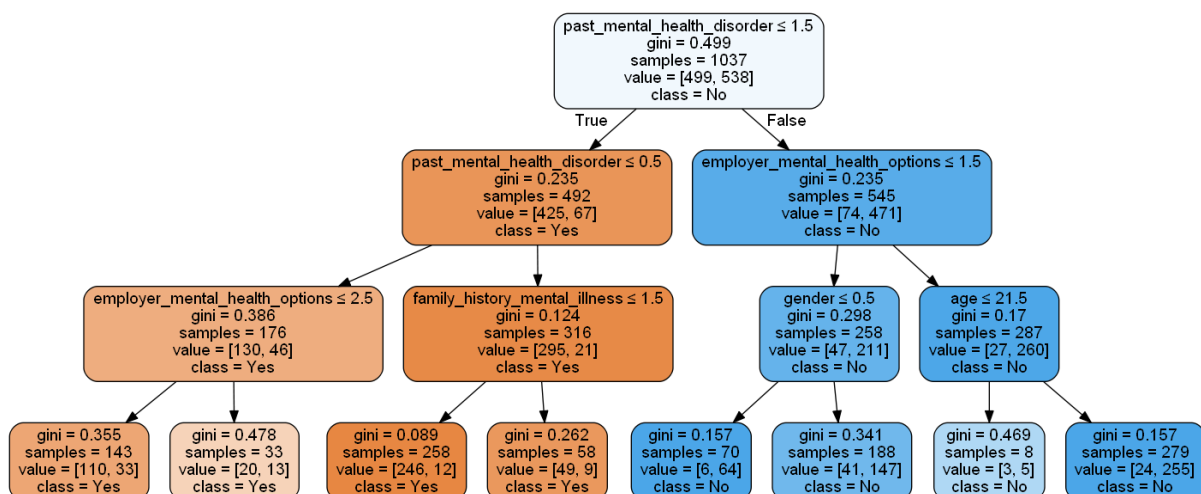 past_mental_health_disorder ≤ 1.5
gini = 0.499
samples = 1037
value = [499, 538]
class = No
True
False
past_mental_health_disorder ≤ 0.5
gini = 0.235
samples = 492
value = [425, 67]
class = Yes
employer_mental_health_options ≤ 1.5
gini = 0.235
samples = 545
value = [74, 471]
class = No
employer_mental_health_options ≤ 2.5
gini = 0.386
samples = 176
value = [130, 46]
class = Yes
family_history_mental_illness ≤ 1.5
gini = 0.124
samples = 316
value = [295, 21]
class = Yes
gender ≤ 0.5
gini = 0.298
samples = 258
value = [47, 211]
class = No
age ≤ 21.5
gini = 0.17
samples = 287
value = [27, 260]
class = No
gini = 0.355
samples = 143
value = [110, 33]
class = Yes
gini = 0.478
samples = 33
value = [20, 13]
class = Yes
gini = 0.089
samples = 258
value = [246, 12]
class = Yes
gini = 0.262
samples = 58
value = [49, 9]
class = Yes
gini = 0.157
samples = 70
value = [6, 64]
class = No
gini = 0.341
samples = 188
value = [41, 147]
class = No
gini = 0.469
samples = 8
value = [3, 5]
class = No
gini = 0.157
samples = 279
value = [24, 255]
class = No